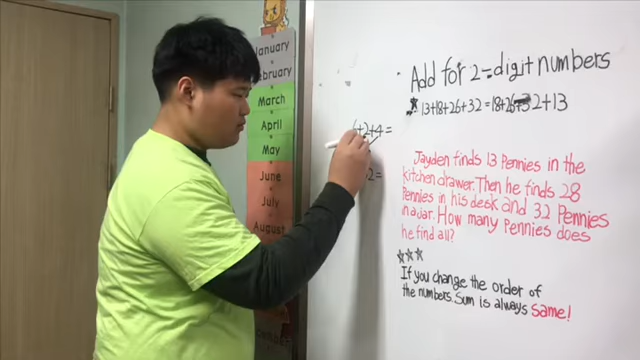 January
February
March
April
May
June
July
August
+2+4=
2=
Add for 2-digit numbers
13+18+26+32=18+26+32+13
Jayden finds 13 Pennies in the
kitchen drawer. Then he finds 28
Pennies in his desk and 32 Pennies
in a jar. How many Pennies does
he find all?
If you change the order of
the numbers. Sum is always same!